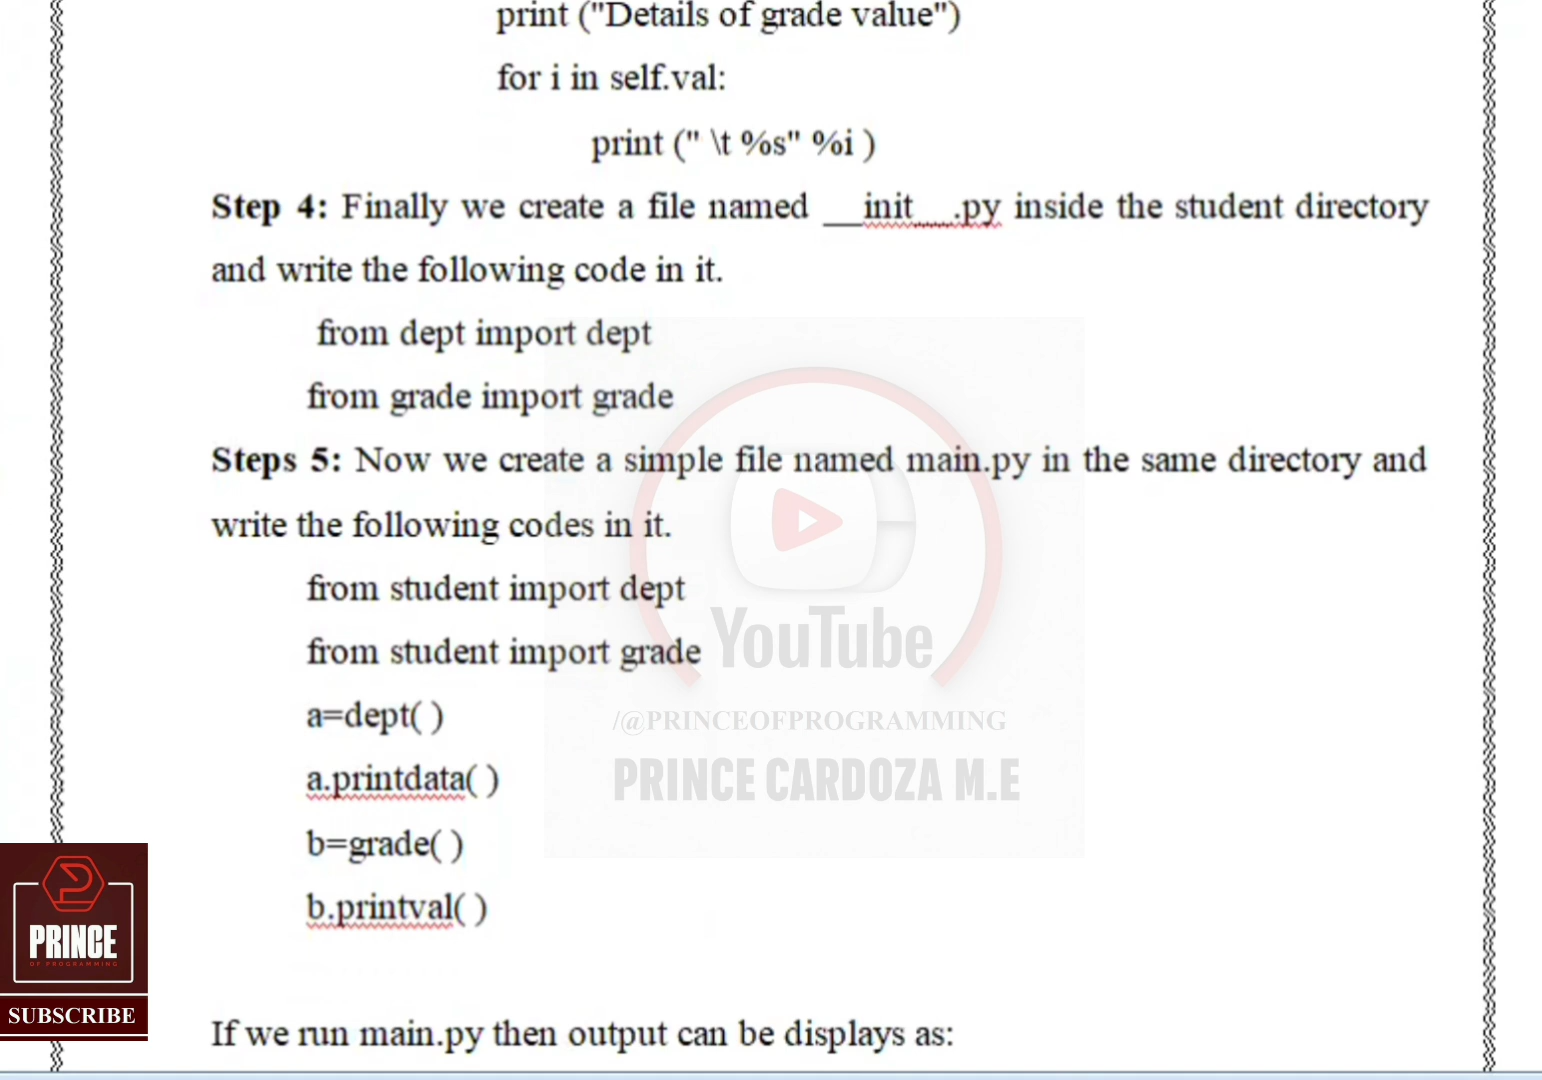 print ("Details of grade value")
for i in self.val:
print (" \t %s" %i )
Step 4: Finally we create a file named __init__.py inside the student directory
and write the following code in it.
from dept import dept
from grade import grade
Steps 5: Now we create a simple file named main.py in the same directory and
write the following codes in it.
from student import dept
from student import grade
YouTube
a=dept( )
/@PRINCEOFPROGRAMMING
a.printdata( )
PRINCE CARDOZA M.E
b=grade( )
b.printval( )
PRINCE
OF PROGRAMMING
SUBSCRIBE
If we run main.py then output can be displays as: